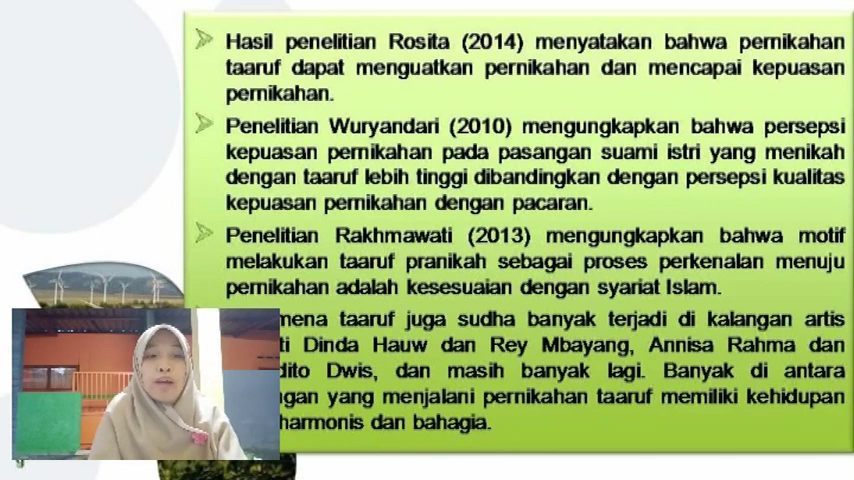 Hasil penelitian Rosita (2014) menyatakan bahwa pernikahan
taaruf dapat menguatkan pernikahan dan mencapai kepuasan
pernikahan.
Penelitian Wuryandari (2010) mengungkapkan bahwa persepsi
kepuasan pernikahan pada pasangan suami istri yang menikah
dengan taaruf lebih tinggi dibandingkan dengan persepsi kualitas
kepuasan pernikahan dengan pacaran.
Penelitian Rakhmawati (2013) mengungkapkan bahwa motif
melakukan taaruf pranikah sebagai proses perkenalan menuju
pernikahan adalah kesesuaian dengan syariat Islam.
mena taaruf juga sudha banyak terjadi di kalangan artis
ti Dinda Hauw dan Rey Mbayang, Annisa Rahma dan
dito Dwis, dan masih banyak lagi. Banyak di antara
ngan yang menjalani pernikahan taaruf memiliki kehidupan
harmonis dan bahagia.